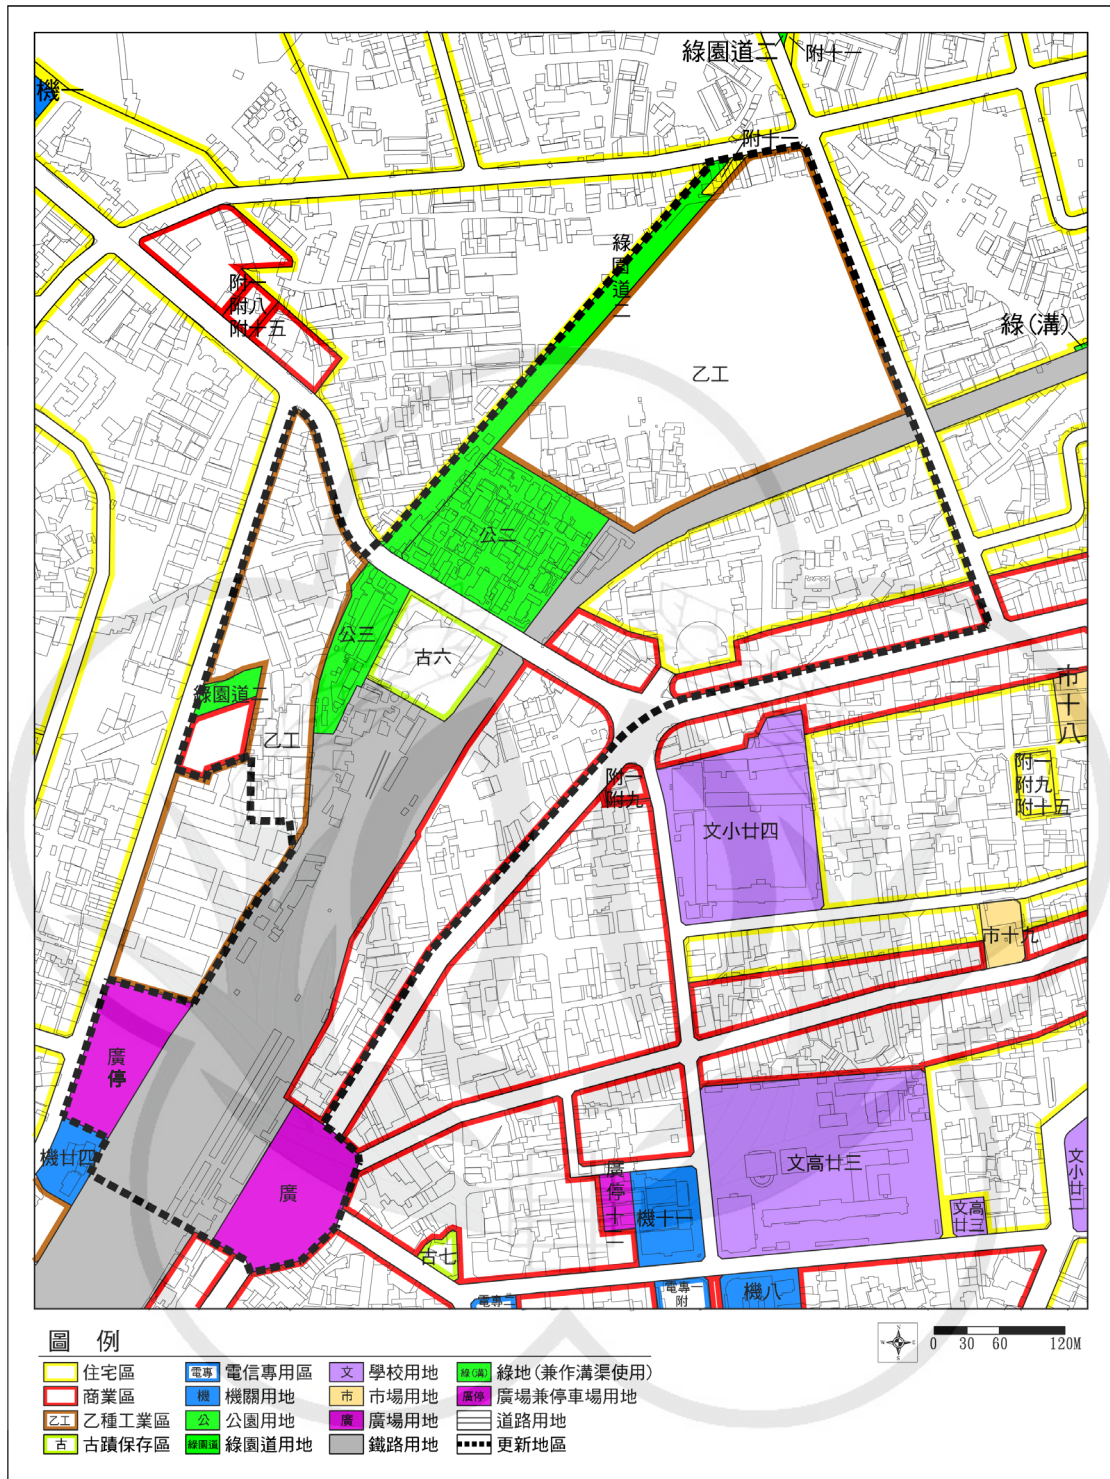 綠園道二
附十一
機一
附十一
綠園道二
附一
附八
附十五
綠(溝)
乙工
公二
公三
古六
綠園道二
乙工
市十八
附一
附九
附十五
附一
附九
文小廿四
市十九
廣停
機廿四
廣
文高廿三
廣停十
機十一
文高廿三
文小廿二
古七
電專二
電專一
附
機八
圖 例
住宅區
電專 電信專用區
文 學校用地
綠(溝) 綠地(兼作溝渠使用)
商業區
機 機關用地
市 市場用地
廣停 廣場兼停車場用地
乙工 乙種工業區
公 公園用地
廣 廣場用地
道路用地
古 古蹟保存區
綠園道 綠園道用地
鐵路用地
更新地區
N
W E
S
0 30 60 120M